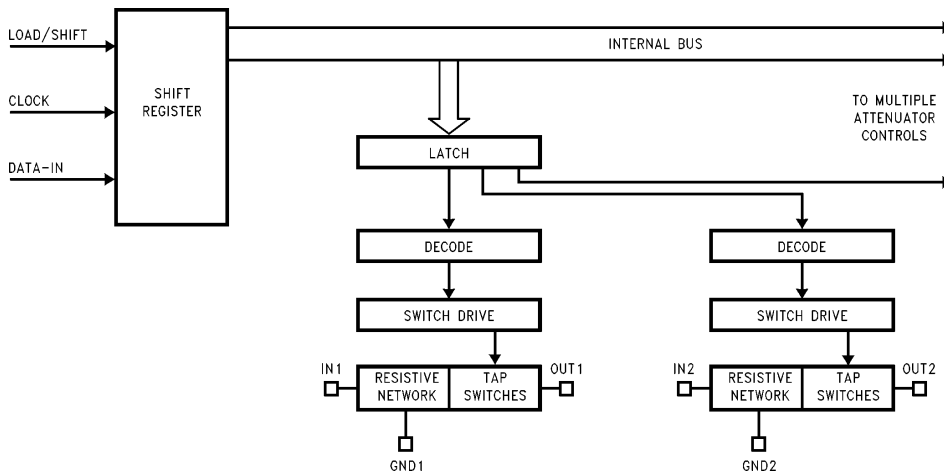 LOAD/SHIFT
CLOCK
DATA-IN
SHIFT
REGISTER
INTERNAL BUS
TO MULTIPLE
ATTENUATOR
CONTROLS
LATCH
DECODE
DECODE
SWITCH DRIVE
SWITCH DRIVE
IN1
RESISTIVE
NETWORK
TAP
SWITCHES
OUT1
GND1
IN2
RESISTIVE
NETWORK
TAP
SWITCHES
OUT2
GND2